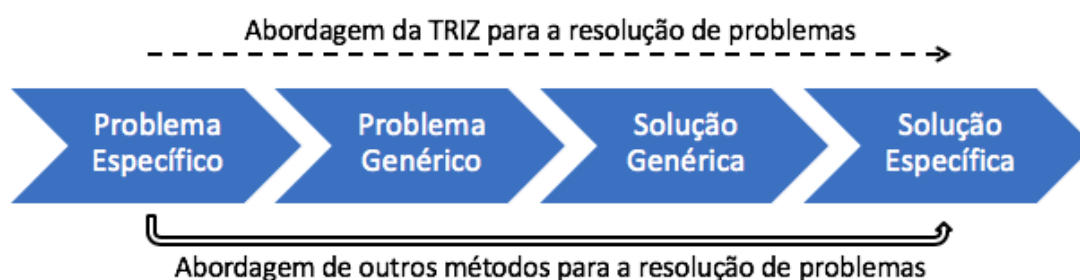 Abordagem da TRIZ para a resolução de problemas
Problema
Específico
Problema
Genérico
Solução
Genérica
Solução
Específica
Abordagem de outros métodos para a resolução de problemas